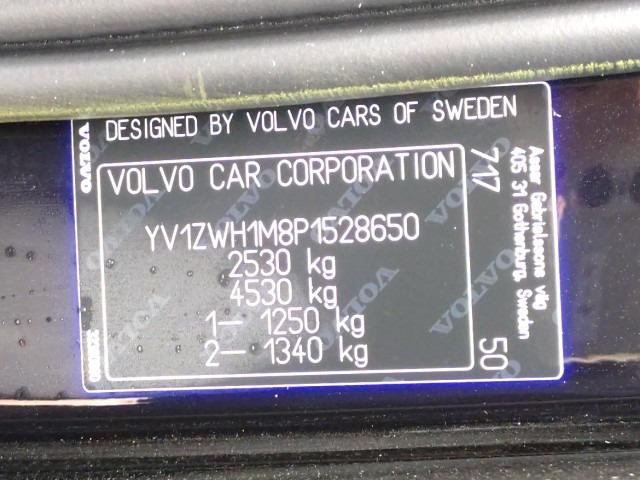 DESIGNED BY VOLVO CARS OF SWEDEN
VOLVO
VOLVO CAR CORPORATION
YV1ZWH1M8P1528650
2530 kg
4530 kg
1– 1250 kg
2– 1340 kg
717
50
Assar Gabrielssons väg
405 31 Gothenburg, Sweden